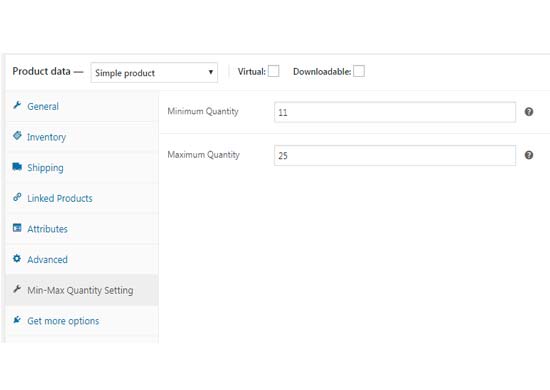 Product data — Simple product Virtual: Downloadable:
General
Inventory
Shipping
Linked Products
Attributes
Advanced
Min-Max Quantity Setting
Get more options
Minimum Quantity 11
Maximum Quantity 25